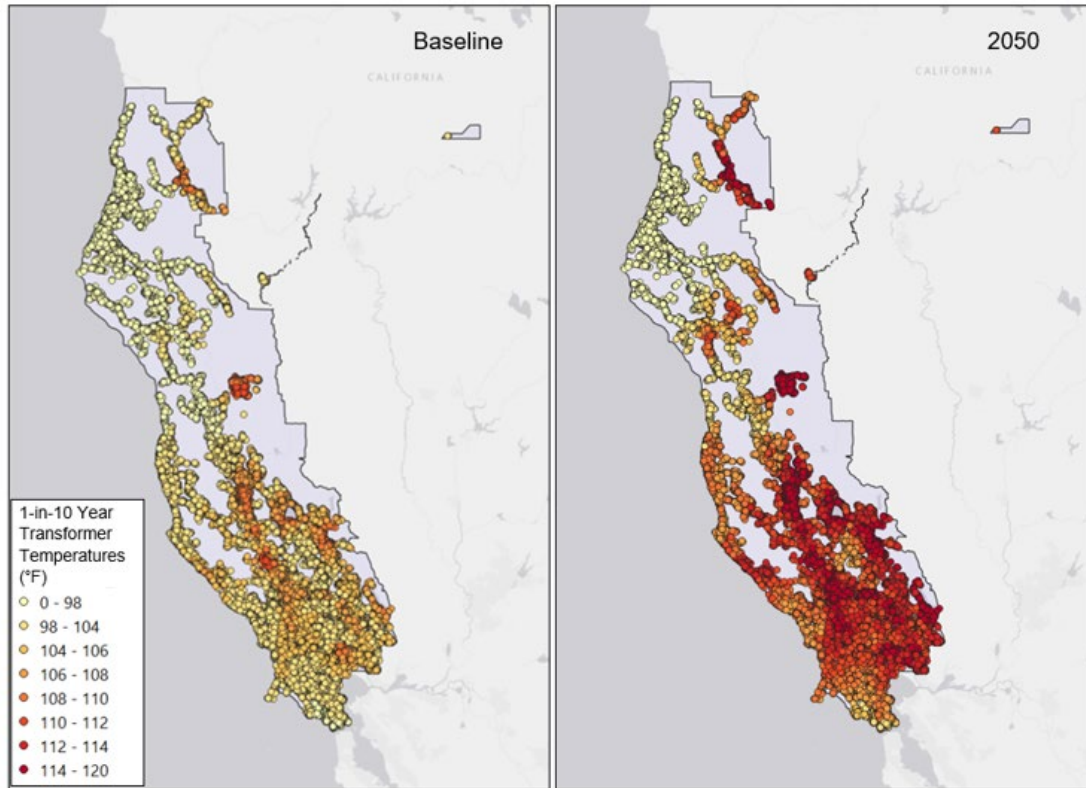 Baseline
CALIFORNIA
1-in-10 Year
Transformer
Temperatures
(°F)
0 - 98
98 - 104
104 - 106
106 - 108
108 - 110
110 - 112
112 - 114
114 - 120
2050
CALIFORNIA